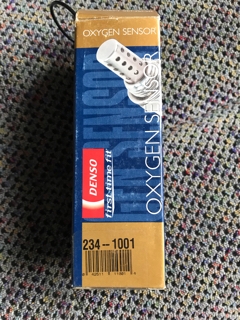 OXYGEN SENSOR
OXYGEN SENSOR
DENSO
first-time fit
234-1001